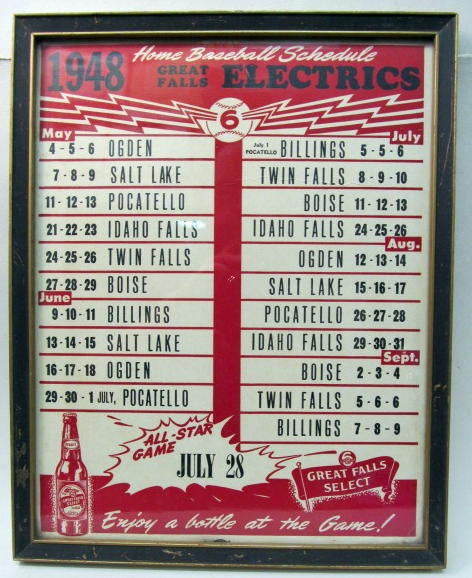 1948 Home Baseball Schedule
GREAT FALLS ELECTRICS
6
May
4-5-6 OGDEN
7-8-9 SALT LAKE
11-12-13 POCATELLO
21-22-23 IDAHO FALLS
24-25-26 TWIN FALLS
27-28-29 BOISE
June
9-10-11 BILLINGS
13-14-15 SALT LAKE
16-17-18 OGDEN
29-30-1 JULY, POCATELLO
July
July 1
POCATELLO BILLINGS 5-5-6
TWIN FALLS 8-9-10
BOISE 11-12-13
IDAHO FALLS 24-25-26
Aug.
OGDEN 12-13-14
SALT LAKE 15-16-17
POCATELLO 26-27-28
IDAHO FALLS 29-30-31
Sept.
BOISE 2-3-4
TWIN FALLS 5-6-6
BILLINGS 7-8-9
ALL-STAR
GAME
JULY 28
6
GREAT FALLS
SELECT
Enjoy a bottle at the Game!